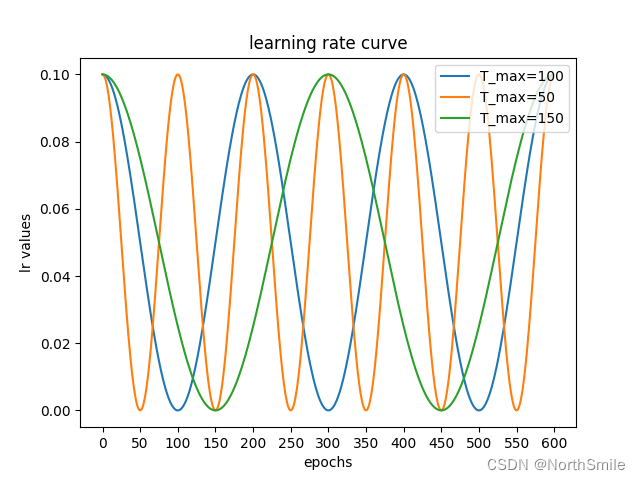 learning rate curve
T_max=100
T_max=50
T_max=150
lr values
0.10
0.08
0.06
0.04
0.02
0.00
0 50 100 150 200 250 300 350 400 450 500 550 600
epochs
CSDN @NorthSmile